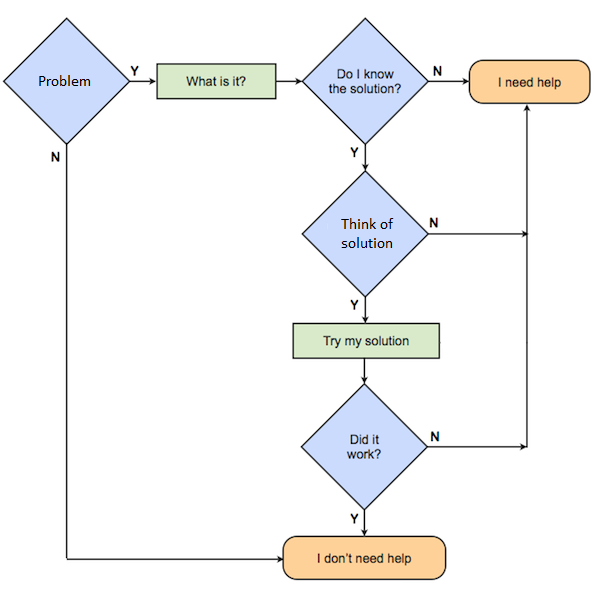 Problem
Y
What is it?
Do I know
the solution?
N
I need help
N
Y
Think of
solution
N
Y
Try my solution
Did it
work?
N
Y
I don't need help